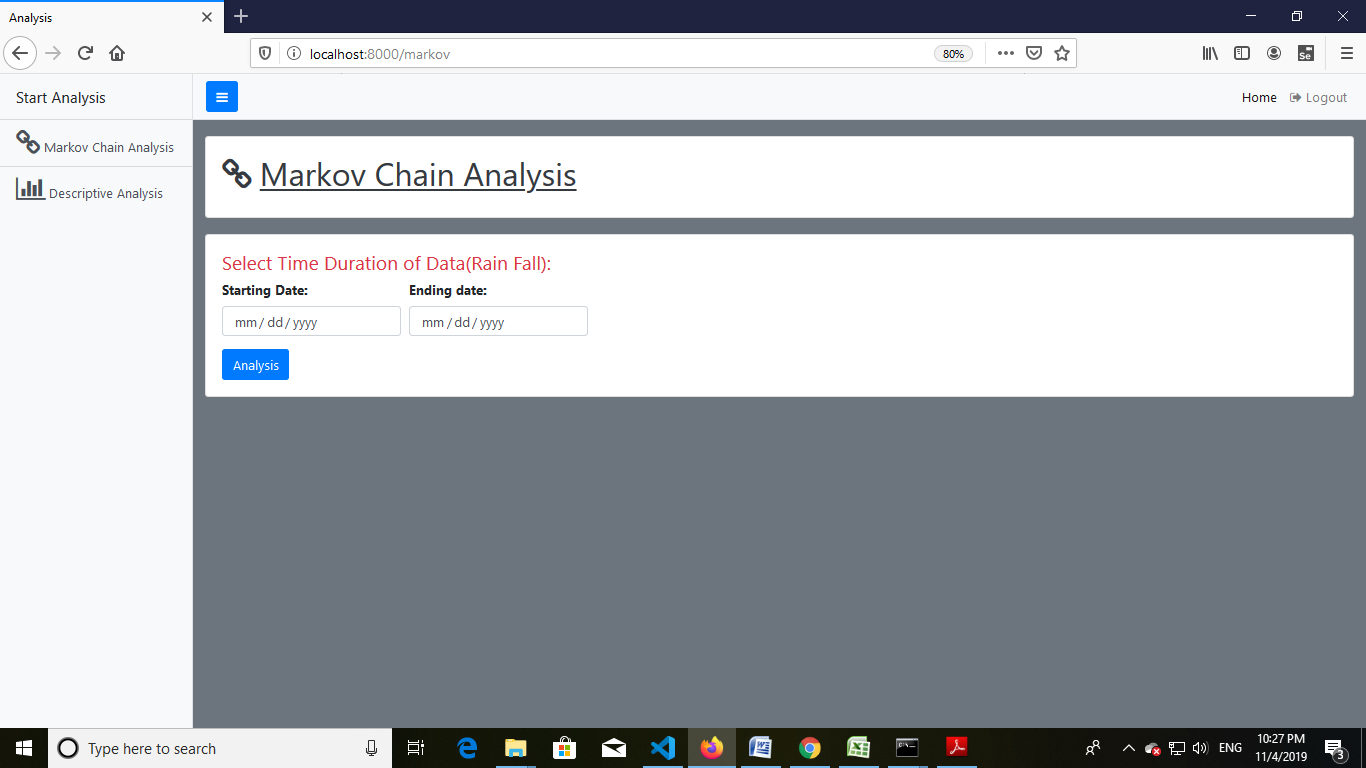 Analysis
localhost:8000/markov
80%
Se
Start Analysis
Home
Logout
Markov Chain Analysis
Descriptive Analysis
Markov Chain Analysis
Select Time Duration of Data(Rain Fall):
Starting Date:
Ending date:
mm / dd / yyyy
mm / dd / yyyy
Analysis
Type here to search
ENG
10:27 PM
11/4/2019
3